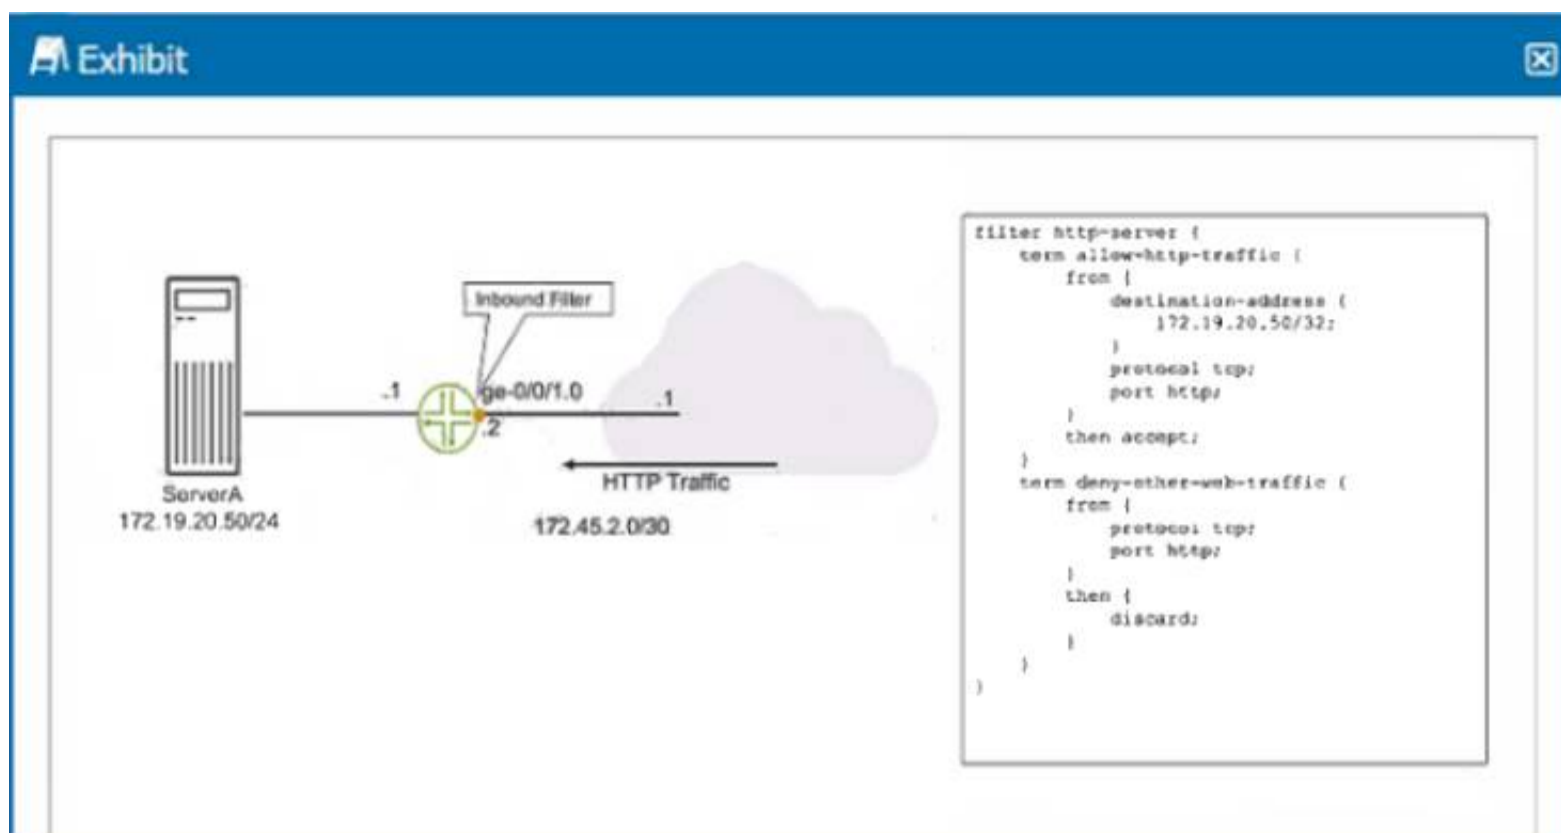 Exhibit
Inbound Filter
.1
ge-0/0/1.0
.1
.2
HTTP Traffic
ServerA
172.19.20.50/24
172.45.2.0/30
filter http-server {
term allow-http-traffic {
from {
destination-address {
172.19.20.50/32;
}
protocol tcp;
port http;
}
then accept;
}
term deny-other-web-traffic {
from {
protocol tcp;
port http;
}
then {
discard;
}
}
}